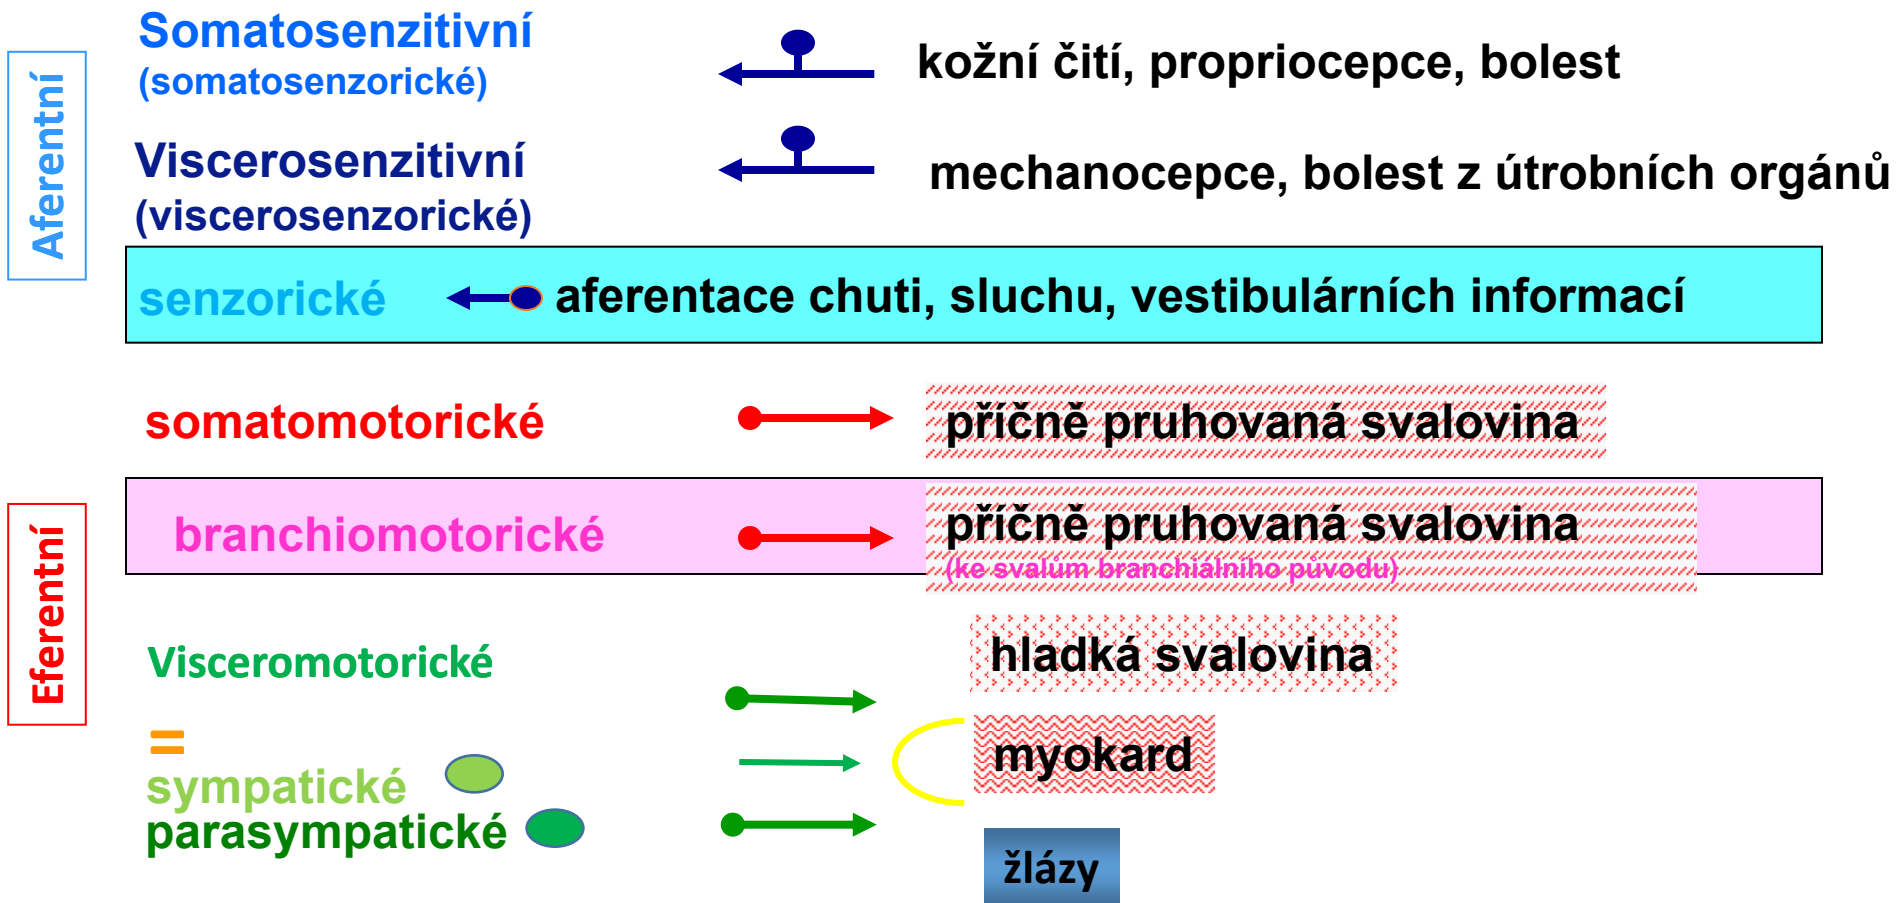 Aferentní
Somatosenzitivní
(somatosenzorické)
kožní čití, propriocepce, bolest
Viscerosenzitivní
(viscerosenzorické)
mechanocepce, bolest z útrobních orgánů
senzorické
aferentace chuti, sluchu, vestibulárních informací
Eferentní
somatomotorické
příčně pruhovaná svalovina
branchiomotorické
příčně pruhovaná svalovina
(ke svalům branchiálního původu)
Visceromotorické
hladká svalovina
=
myokard
sympatické
parasympatické
žlázy